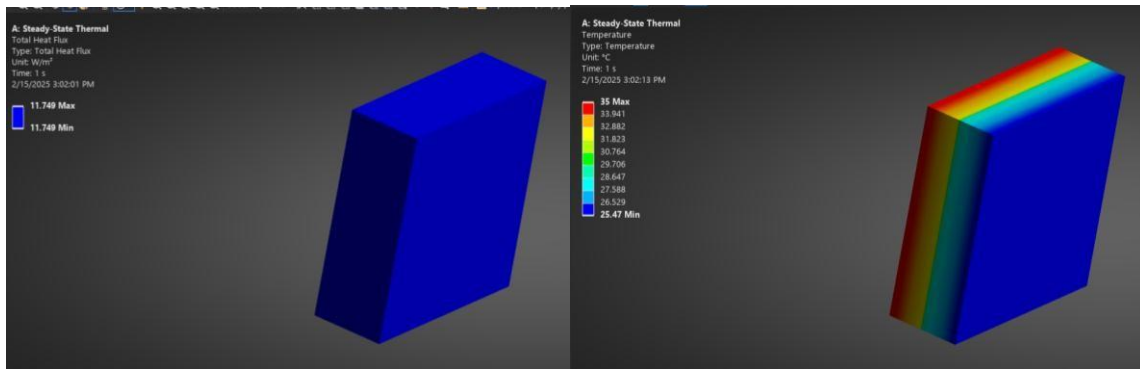 A: Steady-State Thermal
Total Heat Flux
Type: Total Heat Flux
Unit: W/m²
Time: 1 s
2/15/2025 3:02:01 PM
11.749 Max
11.749 Min
A: Steady-State Thermal
Temperature
Type: Temperature
Unit: °C
Time: 1 s
2/15/2025 3:02:13 PM
35 Max
33.941
32.882
31.823
30.764
29.706
28.647
27.588
26.529
25.47 Min